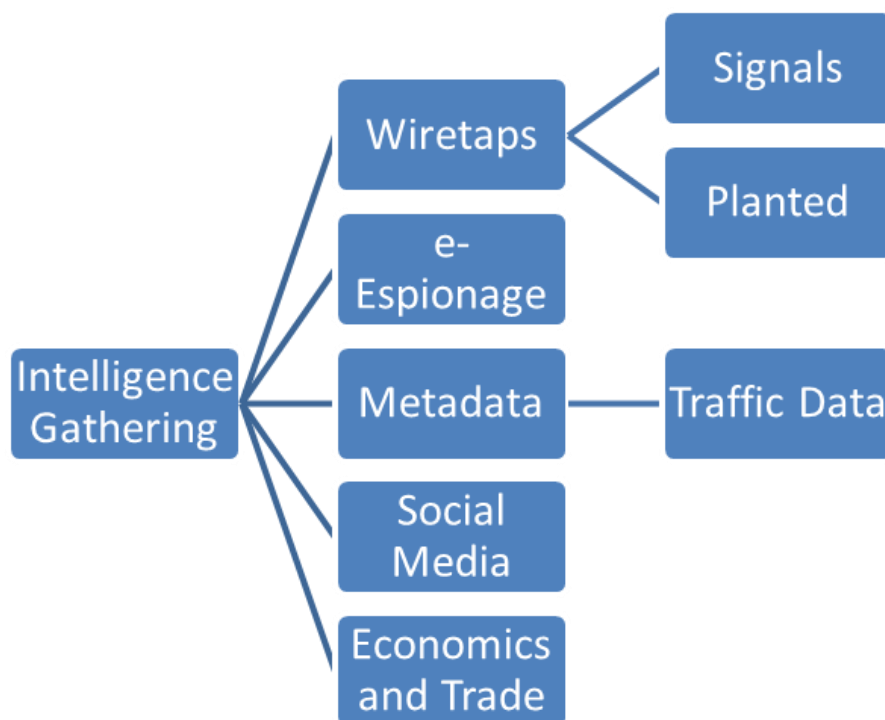 Intelligence
Gathering
Wiretaps
Signals
Planted
e-
Espionage
Metadata
Traffic Data
Social
Media
Economics
and Trade